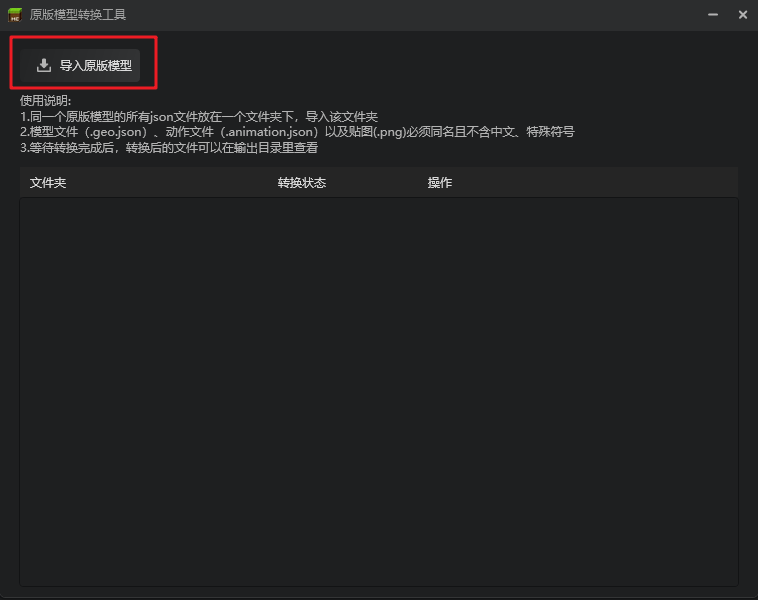 原版模型转换工具
导入原版模型
使用说明:
1.同一个原版模型的所有json文件放在一个文件夹下，导入该文件夹
2.模型文件（.geo.json）、动作文件（.animation.json）以及贴图(.png)必须同名且不含中文、特殊符号
3.等待转换完成后，转换后的文件可以在输出目录里查看
文件夹 转换状态 操作